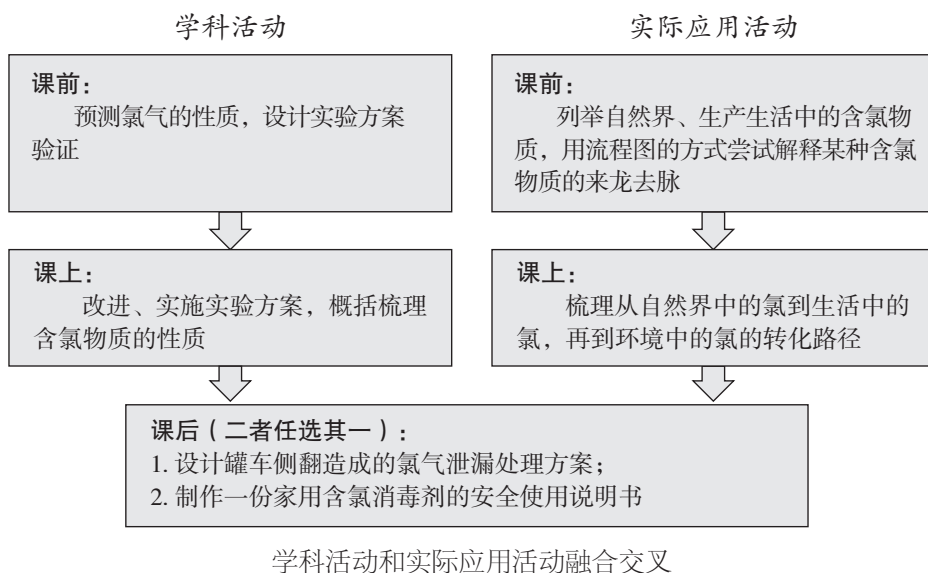 学科活动
实际应用活动
课前：
预测氯气的性质，设计实验方案
验证
课前：
列举自然界、生产生活中的含氯物
质，用流程图的方式尝试解释某种含氯
物质的来龙去脉
课上：
改进、实施实验方案，概括梳理
含氯物质的性质
课上：
梳理从自然界中的氯到生活中的
氯，再到环境中的氯的转化路径
课后（二者任选其一）：
1. 设计罐车侧翻造成的氯气泄漏处理方案；
2. 制作一份家用含氯消毒剂的安全使用说明书
学科活动和实际应用活动融合交叉